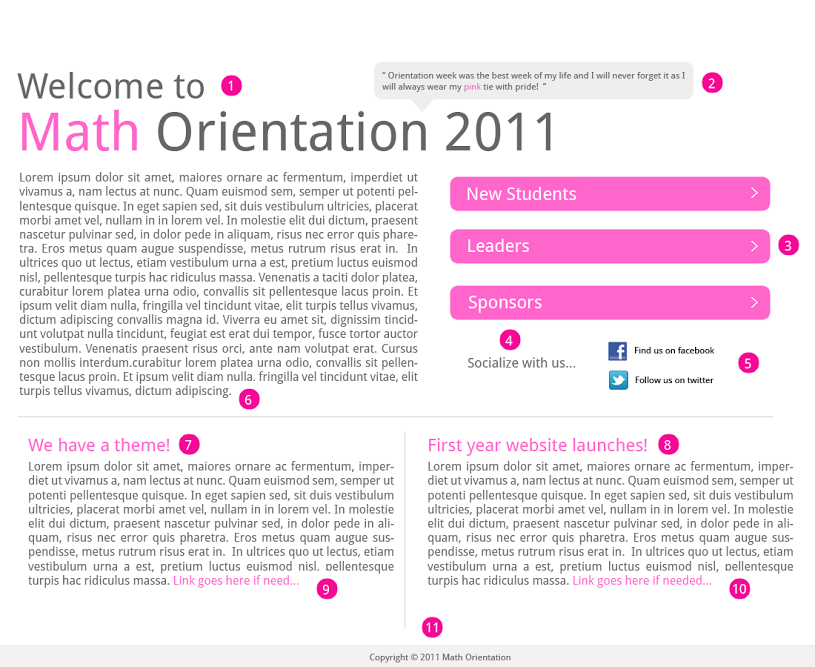 Welcome to 1
“ Orientation week was the best week of my life and I will never forget it as I
will always wear my pink tie with pride! ” 2
Math Orientation 2011
Lorem ipsum dolor sit amet, maiores ornare ac fermentum, imperdiet ut
vivamus a, nam lectus at nunc. Quam euismod sem, semper ut potenti pel-
lentesque quisque. In eget sapien sed, sit duis vestibulum ultricies, placerat
morbi amet vel, nullam in in lorem vel. In molestie elit dui dictum, praesent
nascetur pulvinar sed, in dolor pede in aliquam, risus nec error quis phare-
tra. Eros metus quam augue suspendisse, metus rutrum risus erat in. In
ultrices quo ut lectus, etiam vestibulum urna a est, pretium luctus euismod
nisl, pellentesque turpis hac ridiculus massa. Venenatis a taciti dolor platea,
curabitur lorem platea urna odio, convallis sit pellentesque lacus proin. Et
ipsum velit diam nulla, fringilla vel tincidunt vitae, elit turpis tellus vivamus,
dictum adipiscing convallis magna id. Viverra eu amet sit, dignissim tincid-
unt volutpat nulla tincidunt, feugiat est erat dui tempor, fusce tortor auctor
vestibulum. Venenatis praesent risus orci, ante nam volutpat erat. Cursus
non mollis interdum.curabitur lorem platea urna odio, convallis sit pellen-
tesque lacus proin. Et ipsum velit diam nulla. fringilla vel tincidunt vitae, elit
turpis tellus vivamus, dictum adipiscing. 6
New Students
Leaders 3
Sponsors
4
Socialize with us...
Find us on facebook
5
Follow us on twitter
We have a theme! 7
Lorem ipsum dolor sit amet, maiores ornare ac fermentum, imper-
diet ut vivamus a, nam lectus at nunc. Quam euismod sem, semper ut
potenti pellentesque quisque. In eget sapien sed, sit duis vestibulum
ultricies, placerat morbi amet vel, nullam in in lorem vel. In molestie
elit dui dictum, praesent nascetur pulvinar sed, in dolor pede in ali-
quam, risus nec error quis pharetra. Eros metus quam augue sus-
pendisse, metus rutrum risus erat in. In ultrices quo ut lectus, etiam
vestibulum urna a est, pretium luctus euismod nisl, pellentesque
turpis hac ridiculus massa. Link goes here if need...
9
First year website launches! 8
Lorem ipsum dolor sit amet, maiores ornare ac fermentum, imper-
diet ut vivamus a, nam lectus at nunc. Quam euismod sem, semper ut
potenti pellentesque quisque. In eget sapien sed, sit duis vestibulum
ultricies, placerat morbi amet vel, nullam in in lorem vel. In molestie
elit dui dictum, praesent nascetur pulvinar sed, in dolor pede in ali-
quam, risus nec error quis pharetra. Eros metus quam augue sus-
pendisse, metus rutrum risus erat in. In ultrices quo ut lectus, etiam
vestibulum urna a est, pretium luctus euismod nisl, pellentesque
turpis hac ridiculus massa. Link goes here if needed...
10
11
Copyright © 2011 Math Orientation